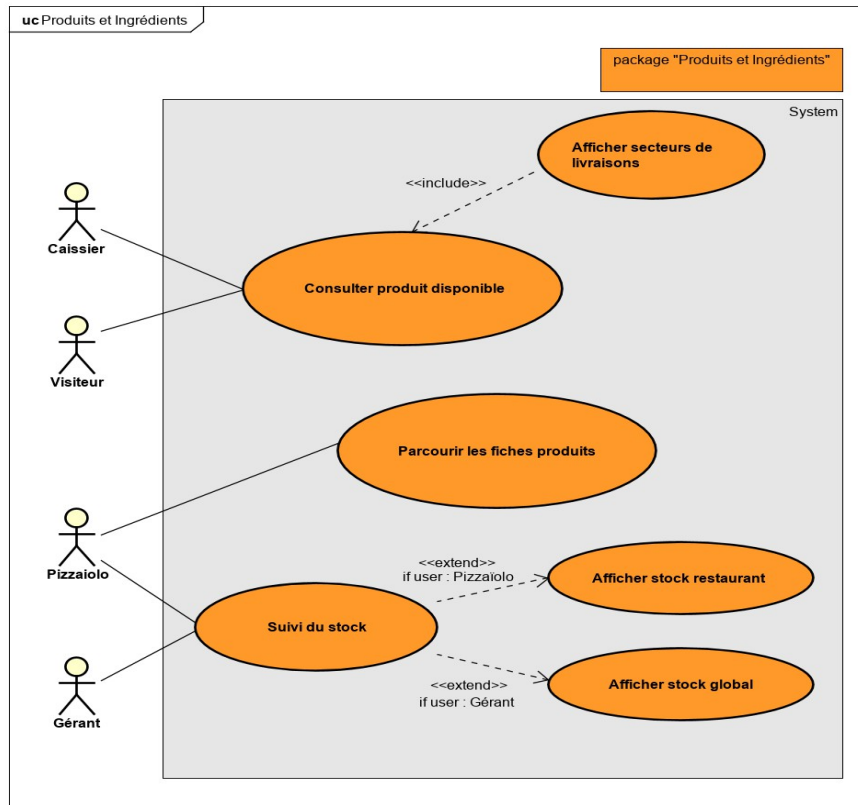 uc Produits et Ingrédients
package "Produits et Ingrédients"
System
Afficher secteurs de
livraisons
<<include>>
Caissier
Consulter produit disponible
Visiteur
Parcourir les fiches produits
Pizzaiolo
<<extend>>
if user : Pizzaïolo
Afficher stock restaurant
Suivi du stock
Afficher stock global
<<extend>>
if user : Gérant
Gérant